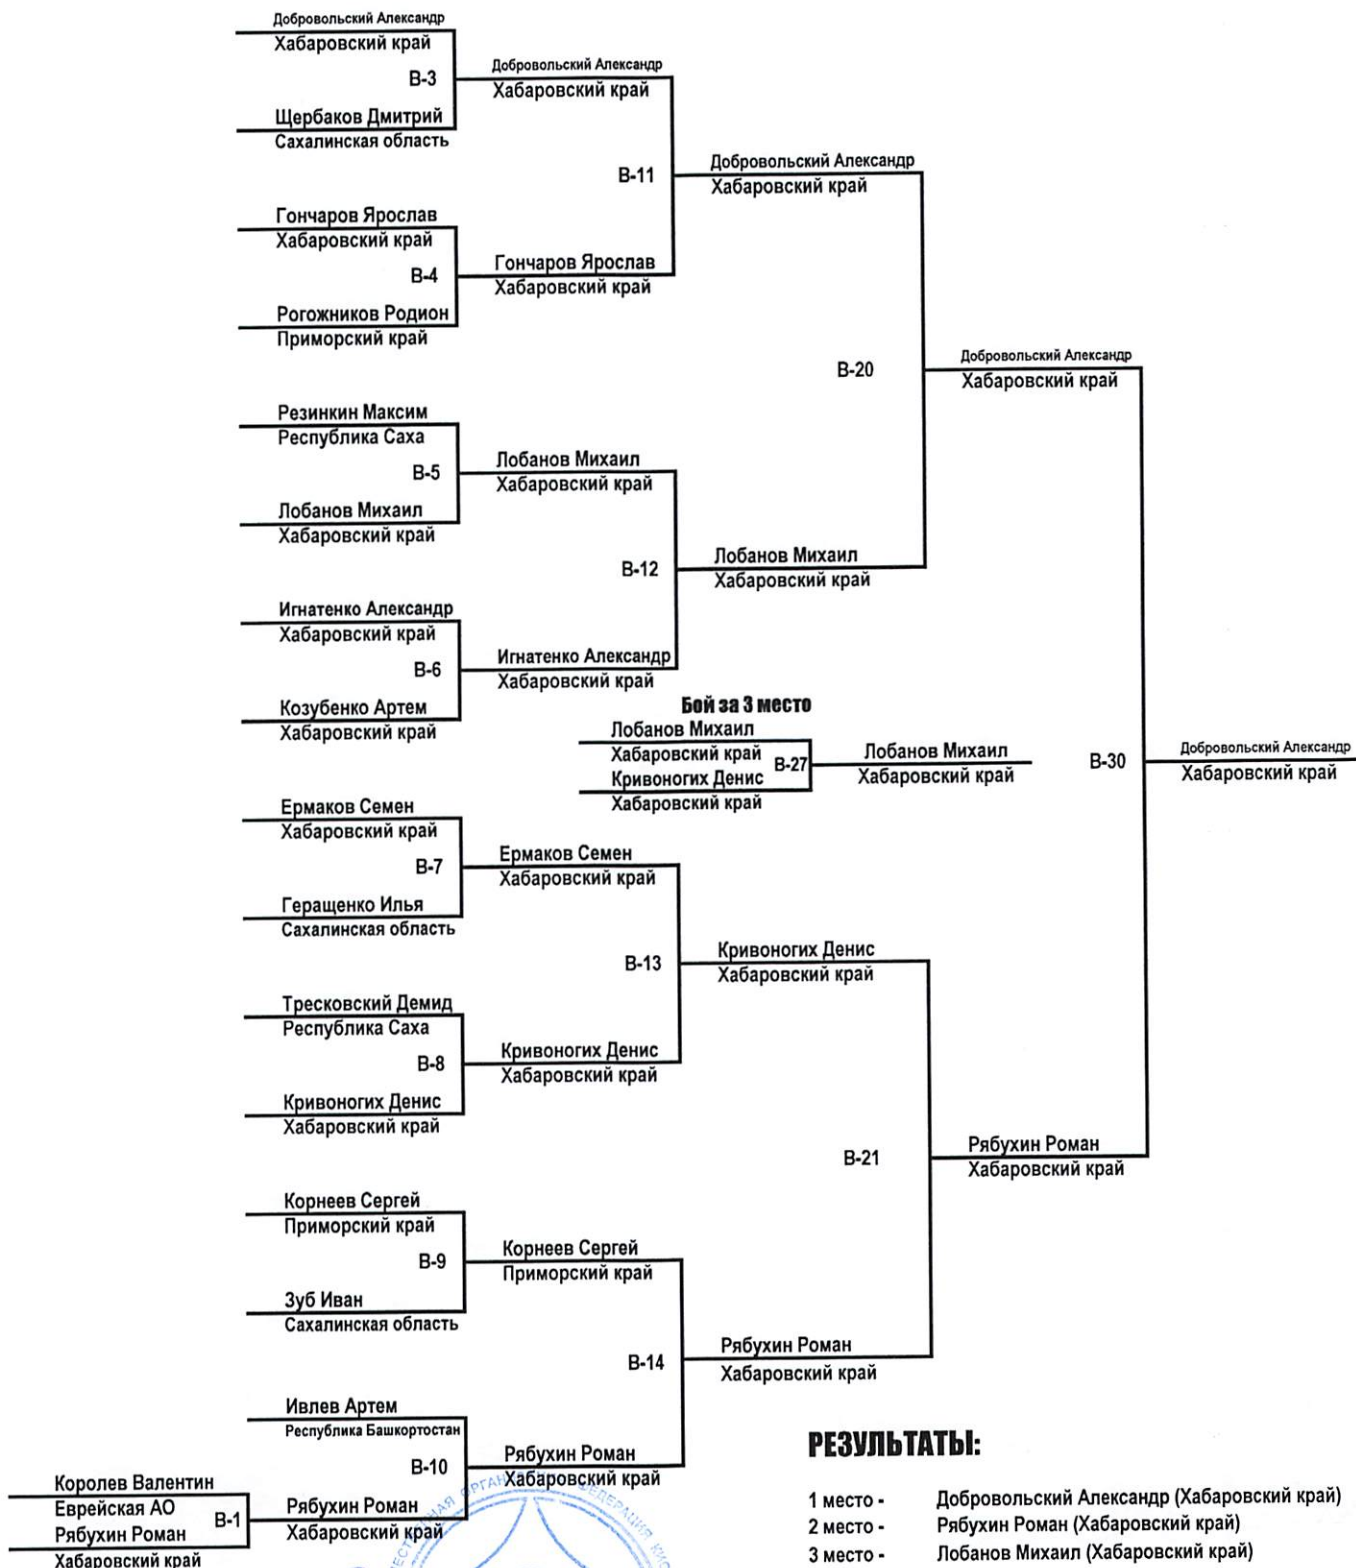 Добровольский Александр
Хабаровский край
В-3
Щербаков Дмитрий
Сахалинская область
Добровольский Александр
Хабаровский край
В-11
Гончаров Ярослав
Хабаровский край
В-4
Рогожников Родион
Приморский край
Гончаров Ярослав
Хабаровский край
Добровольский Александр
Хабаровский край
В-20
Резинкин Максим
Республика Саха
В-5
Лобанов Михаил
Хабаровский край
Лобанов Михаил
Хабаровский край
В-12
Игнатенко Александр
Хабаровский край
В-6
Козубенко Артем
Хабаровский край
Игнатенко Александр
Хабаровский край
Лобанов Михаил
Хабаровский край
Добровольский Александр
Хабаровский край
Бой за 3 место
Лобанов Михаил
Хабаровский край
В-27
Кривоногих Денис
Хабаровский край
Лобанов Михаил
Хабаровский край
В-30
Добровольский Александр
Хабаровский край
Ермаков Семен
Хабаровский край
В-7
Геращенко Илья
Сахалинская область
Ермаков Семен
Хабаровский край
В-13
Тресковский Демид
Республика Саха
В-8
Кривоногих Денис
Хабаровский край
Кривоногих Денис
Хабаровский край
Кривоногих Денис
Хабаровский край
В-21
Рябухин Роман
Хабаровский край
Корнеев Сергей
Приморский край
В-9
Зуб Иван
Сахалинская область
Корнеев Сергей
Приморский край
В-14
Рябухин Роман
Хабаровский край
Ивлев Артем
Республика Башкортостан
В-10
Рябухин Роман
Хабаровский край
Королев Валентин
Еврейская АО
В-1
Рябухин Роман
Хабаровский край
Рябухин Роман
Хабаровский край
РЕЗУЛЬТАТЫ:
1 место - Добровольский Александр (Хабаровский край)
2 место - Рябухин Роман (Хабаровский край)
3 место - Лобанов Михаил (Хабаровский край)
ФЕДЕРАЦИЯ